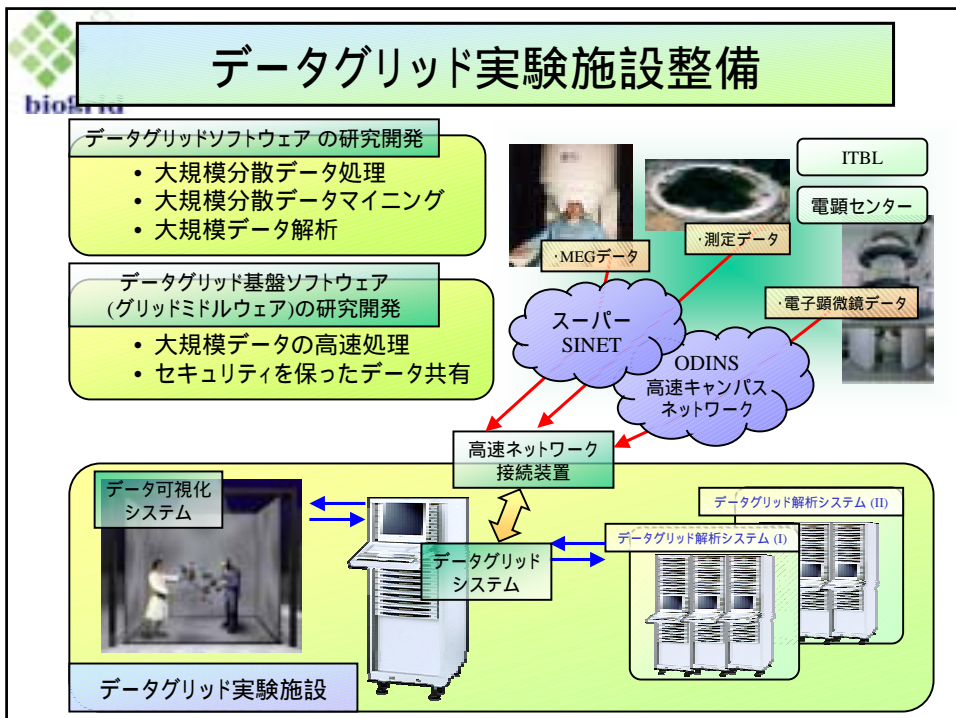 データグリッド実験施設整備
biogrid
データグリッドソフトウェア の研究開発
• 大規模分散データ処理
• 大規模分散データマイニング
• 大規模データ解析
データグリッド基盤ソフトウェア
(グリッドミドルウェア)の研究開発
• 大規模データの高速処理
• セキュリティを保ったデータ共有
ITBL
電顕センター
・MEGデータ
・測定データ
・電子顕微鏡データ
スーパー
SINET
ODINS
高速キャンパス
ネットワーク
高速ネットワーク
接続装置
データ可視化
システム
データグリッド
システム
データグリッド解析システム (II)
データグリッド解析システム (I)
データグリッド実験施設